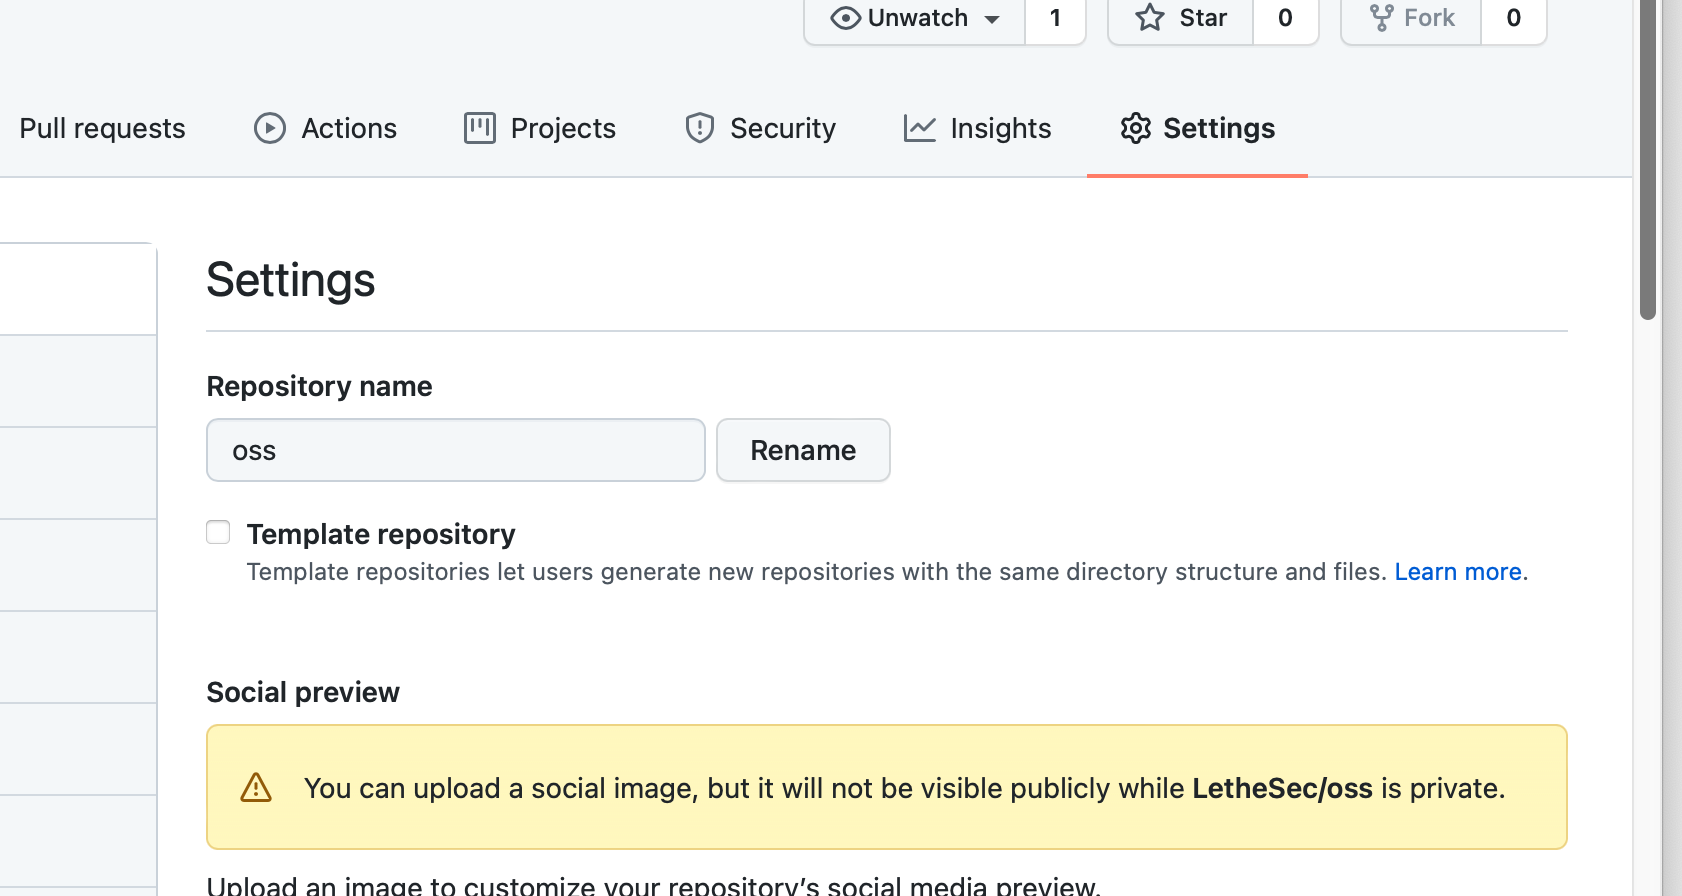 Unwatch 1 Star 0 Fork 0
Pull requests Actions Projects Security Insights Settings
Settings
Repository name
oss Rename
Template repository
Template repositories let users generate new repositories with the same directory structure and files. Learn more.
Social preview
You can upload a social image, but it will not be visible publicly while LetheSec/oss is private.
Upload an image to customize your repository's social media preview.